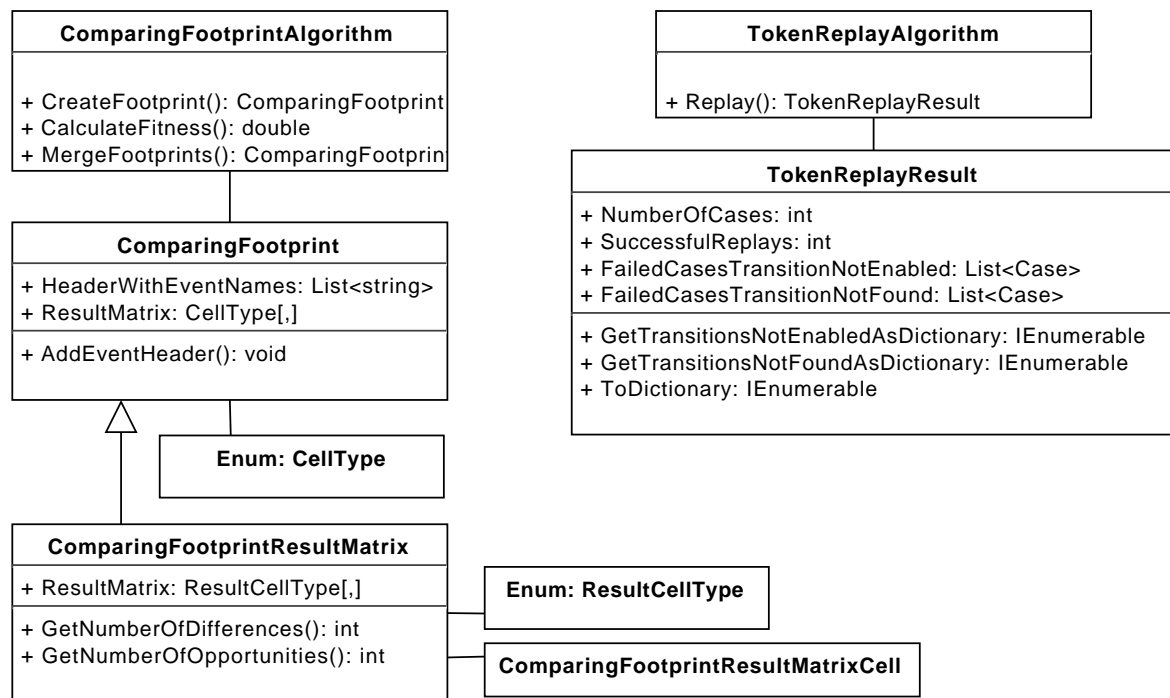 ComparingFootprintAlgorithm
+ CreateFootprint(): ComparingFootprint
+ CalculateFitness(): double
+ MergeFootprints(): ComparingFootprint
ComparingFootprint
+ HeaderWithEventNames: List<string>
+ ResultMatrix: CellType[,]
+ AddEventHeader(): void
Enum: CellType
ComparingFootprintResultMatrix
+ ResultMatrix: ResultCellType[,]
+ GetNumberOfDifferences(): int
+ GetNumberOfOpportunities(): int
Enum: ResultCellType
ComparingFootprintResultMatrixCell
TokenReplayAlgorithm
+ Replay(): TokenReplayResult
TokenReplayResult
+ NumberOfCases: int
+ SuccessfulReplays: int
+ FailedCasesTransitionNotEnabled: List<Case>
+ FailedCasesTransitionNotFound: List<Case>
+ GetTransitionsNotEnabledAsDictionary: IEnumerable
+ GetTransitionsNotFoundAsDictionary: IEnumerable
+ ToDictionary: IEnumerable